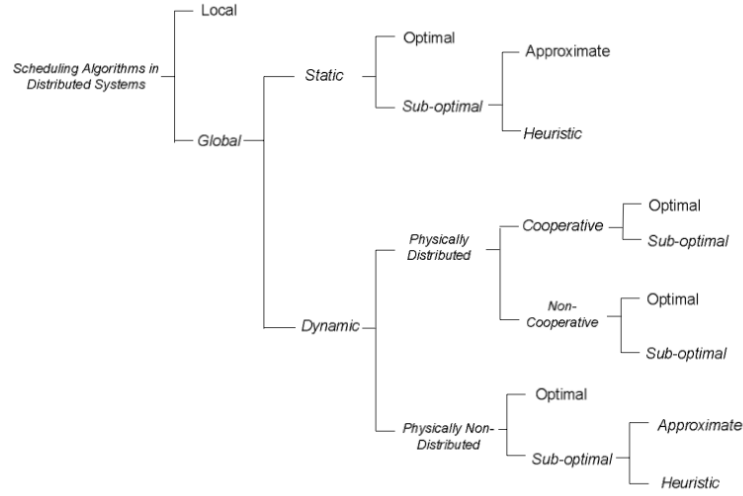 Local
Scheduling Algorithms in
Distributed Systems
Global
Static
Optimal
Sub-optimal
Approximate
Heuristic
Dynamic
Physically
Distributed
Cooperative
Optimal
Sub-optimal
Non-
Cooperative
Optimal
Sub-optimal
Physically Non-
Distributed
Optimal
Sub-optimal
Approximate
Heuristic